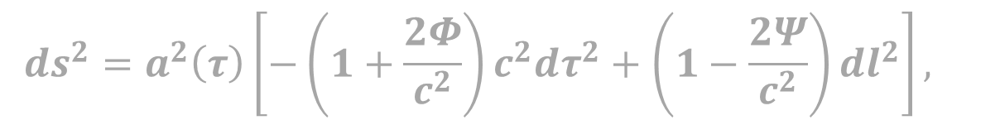 ds² = a²(τ) [−(1 + 2Φ/c²) c²dτ² + (1 − 2Ψ/c²) dl²],